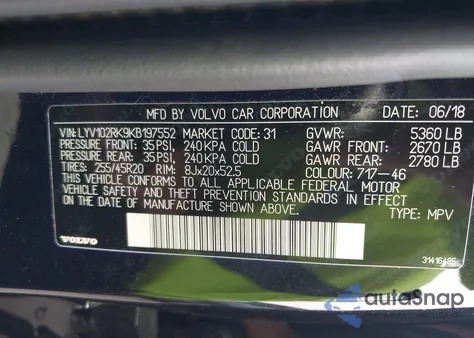 MFD BY VOLVO CAR CORPORATION DATE: 06/18
VIN: LYV102RK9KB197552 MARKET CODE: 31 GVWR: 5360 LB
PRESSURE FRONT: 35 PSI, 240 KPA COLD GAWR FRONT: 2670 LB
PRESSURE REAR: 35 PSI, 240 KPA COLD GAWR REAR: 2780 LB
TIRES: 255/45R20 RIM: 8Jx20x52.5 COLOUR: 717-46
THIS VEHICLE CONFORMS TO ALL APPLICABLE FEDERAL MOTOR
VEHICLE SAFETY AND THEFT PREVENTION STANDARDS IN EFFECT
ON THE DATE OF MANUFACTURE SHOWN ABOVE.
TYPE: MPV
VOLVO
31416495
autoSnap